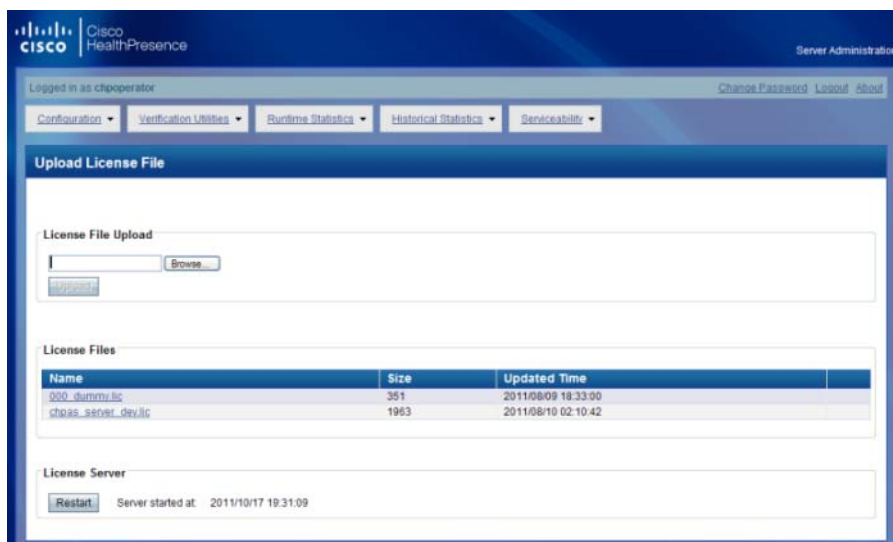 Cisco
CISCO HealthPresence
Server Administration
Logged in as chpoperator Change Password Logout About
Configuration Verification Utilities Runtime Statistics Historical Statistics Serviceability
Upload License File
License File Upload
Browse...
Upload
License Files
Name Size Updated Time
000_dummy.lic 351 2011/08/09 18:33:00
chpas_server_dev.lic 1963 2011/08/10 02:10:42
License Server
Restart Server started at: 2011/10/17 19:31:09